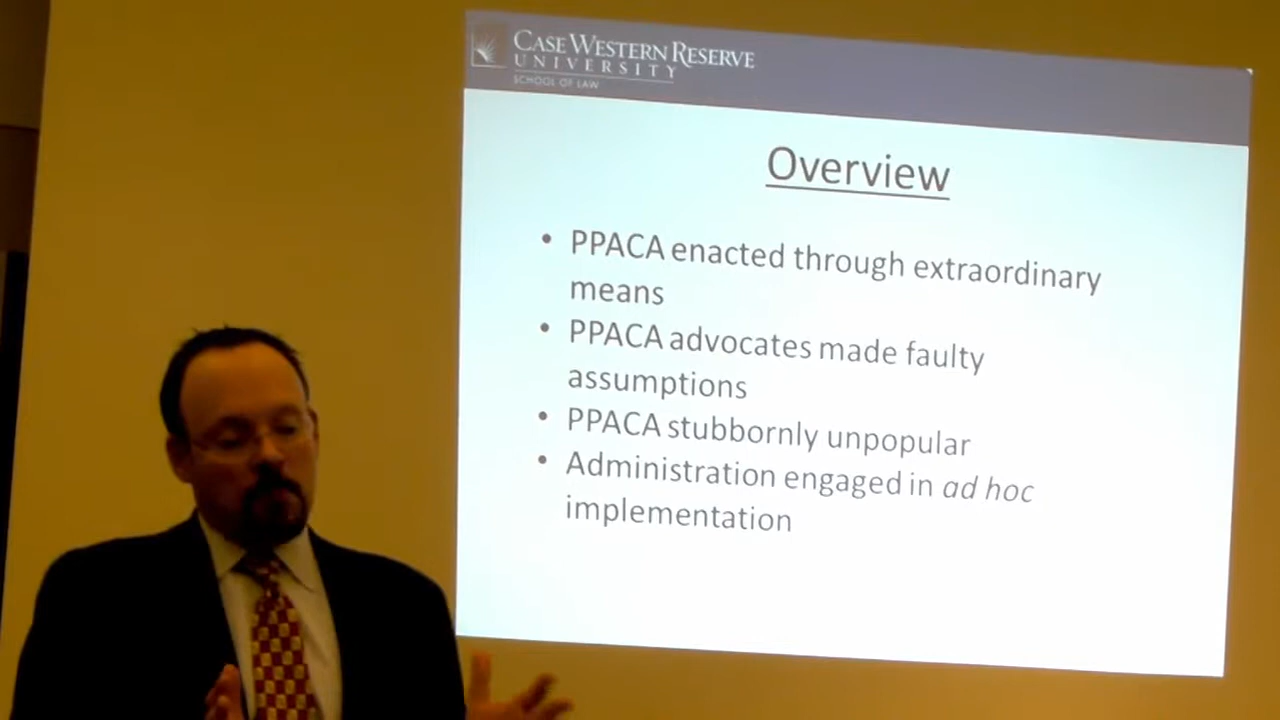 CASE WESTERN RESERVE
UNIVERSITY
SCHOOL OF LAW
Overview
• PPACA enacted through extraordinary
means
• PPACA advocates made faulty
assumptions
• PPACA stubbornly unpopular
• Administration engaged in ad hoc
implementation